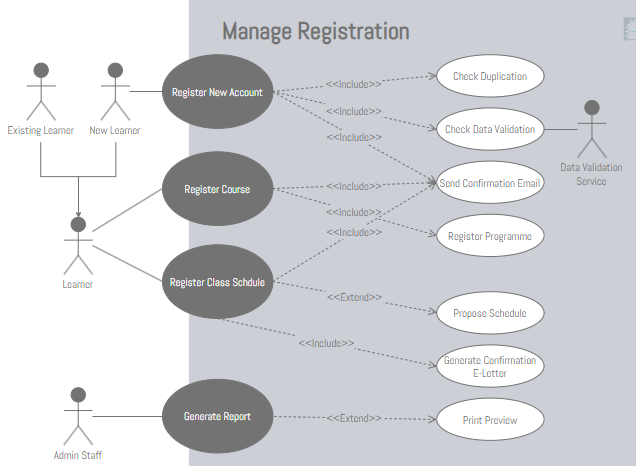 Manage Registration
Existing Learner
New Learner
Register New Account
<<Include>>
Check Duplication
<<Include>>
Check Data Validation
<<Include>>
Data Validation
Service
Register Course
<<Include>>
Send Confirmation Email
<<Include>>
<<Include>>
Register Programme
Learner
Register Class Schdule
<<Extend>>
Propose Schedule
<<Include>>
Generate Confirmation
E-Letter
Admin Staff
Generate Report
<<Extend>>
Print Preview